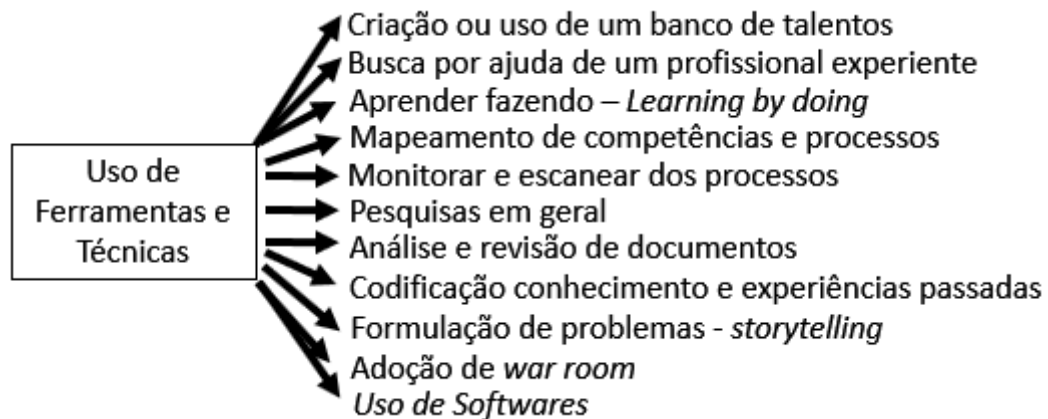 Criação ou uso de um banco de talentos
Busca por ajuda de um profissional experiente
Aprender fazendo – Learning by doing
Mapeamento de competências e processos
Uso de
Ferramentas e
Técnicas
Monitorar e escanear dos processos
Pesquisas em geral
Análise e revisão de documentos
Codificação conhecimento e experiências passadas
Formulação de problemas - storytelling
Adoção de war room
Uso de Softwares